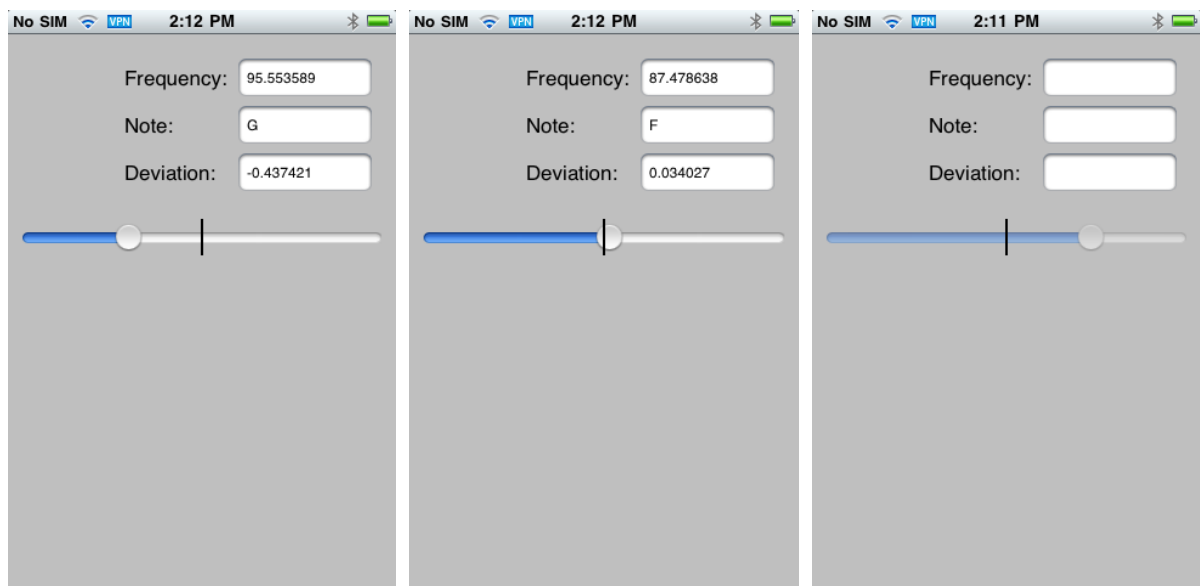 No SIM VPN 2:12 PM
Frequency: 95.553589
Note: G
Deviation: -0.437421
No SIM VPN 2:12 PM
Frequency: 87.478638
Note: F
Deviation: 0.034027
No SIM VPN 2:11 PM
Frequency:
Note:
Deviation: